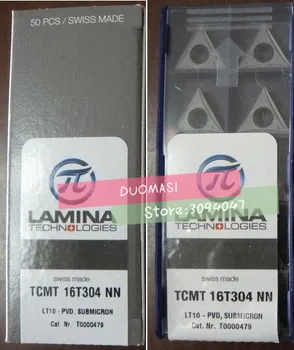 50 PCS / SWISS MADE
π
LAMINA
TECHNOLOGIES
swiss made
TCMT 16T304 NN
LT10 - PVD, SUBMICRON
Cat. Nr. T0000479
DUOMASI
Store:3094047
π
LAMINA
TECHNOLOGIES
swiss made
TCMT 16T304 NN
LT10 - PVD, SUBMICRON
Cat. Nr. T0000479